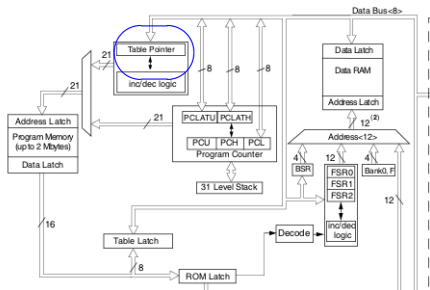 Data Bus<8>
21
Table Pointer
inc/dec logic
21
8
8
8
Data Latch
Data RAM
Address Latch
PCLATU PCLATH
PCU PCH PCL
Program Counter
31 Level Stack
Address Latch
Program Memory
(up to 2 Mbytes)
Data Latch
12 (2)
Address<12>
4
12
4
BSR
FSR0
FSR1
FSR2
Bank0, F
inc/dec
logic
12
16
Table Latch
8
ROM Latch
Decode